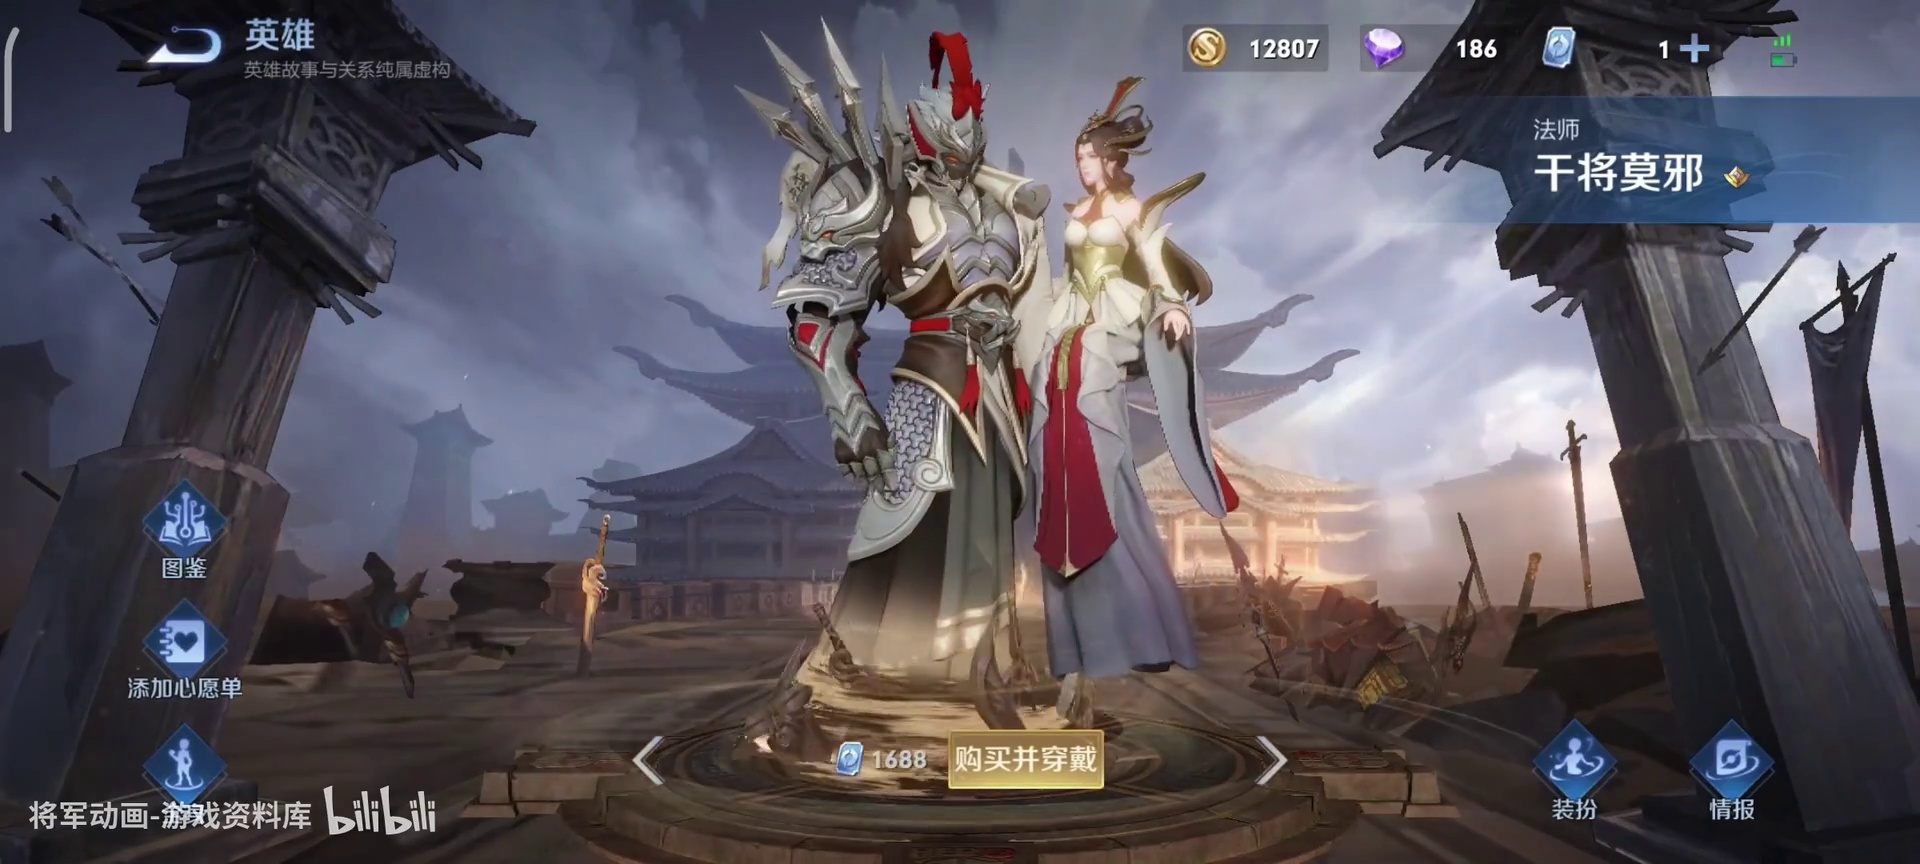 英雄
英雄故事与关系纯属虚构
12807
186
1
法师
干将莫邪
图鉴
添加心愿单
1688
购买并穿戴
装扮
情报
将军动画-游戏资料库 bilibili